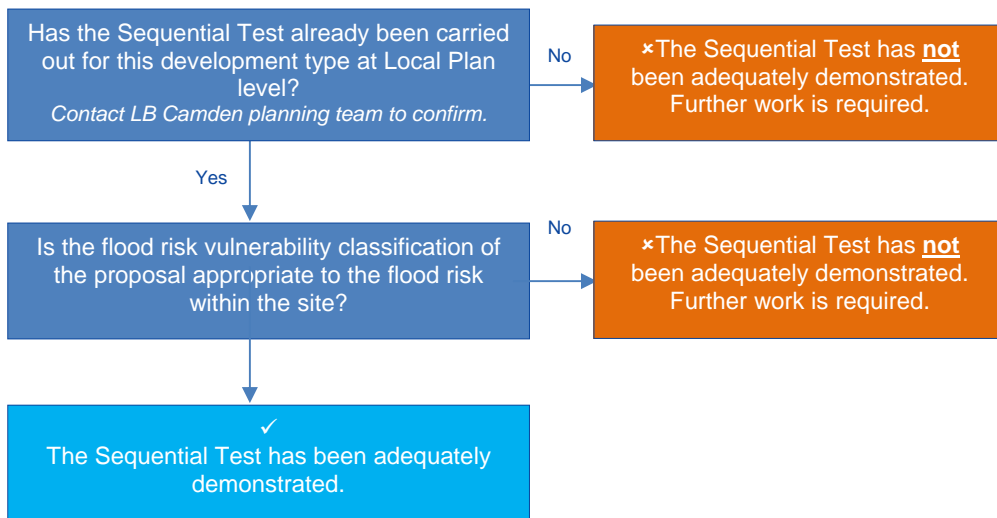 Has the Sequential Test already been carried
out for this development type at Local Plan
level?
Contact LB Camden planning team to confirm.
No
×The Sequential Test has not
been adequately demonstrated.
Further work is required.
Yes
Is the flood risk vulnerability classification of
the proposal appropriate to the flood risk
within the site?
No
×The Sequential Test has not
been adequately demonstrated.
Further work is required.
✓
The Sequential Test has been adequately
demonstrated.